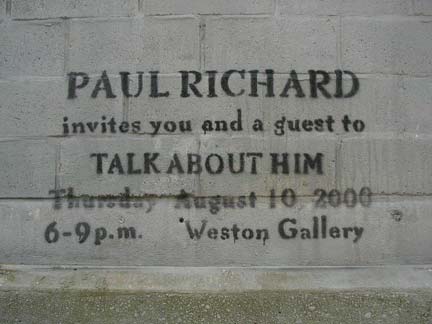 PAUL RICHARD
invites you and a guest to
TALK ABOUT HIM
Thursday August 10, 2000
6-9p.m. Weston Gallery